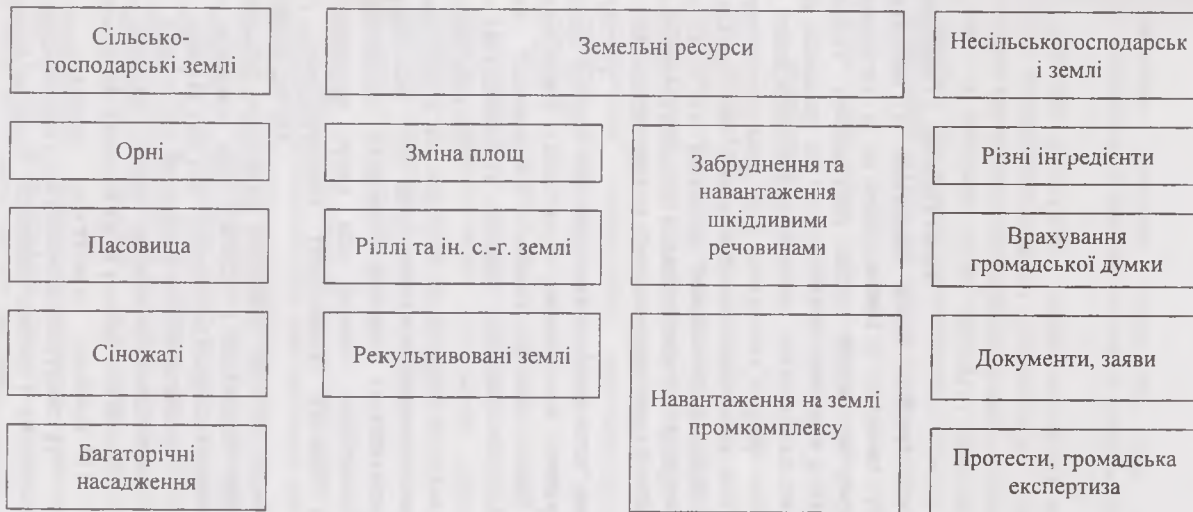 Сільсько-
господарські землі
Земельні ресурси
Несільськогосподарськ
і землі
Орні
Зміна площ
Забруднення та
навантаження
шкідливими
речовинами
Різні інгредієнти
Пасовища
Ріллі та ін. с.-г. землі
Врахування
громадської думки
Сіножаті
Рекультивовані землі
Навантаження на землі
промкомплексу
Документи, заяви
Багаторічні
насадження
Протести, громадська
експертиза